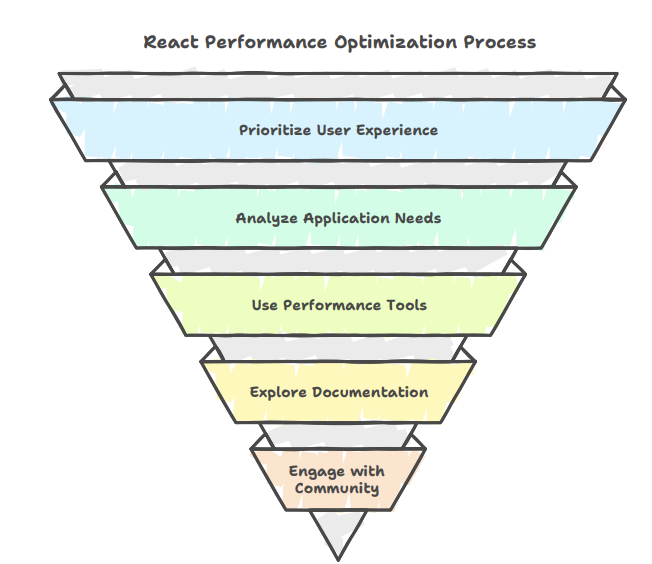 React Performance Optimization Process
Prioritize User Experience
Analyze Application Needs
Use Performance Tools
Explore Documentation
Engage with
Community